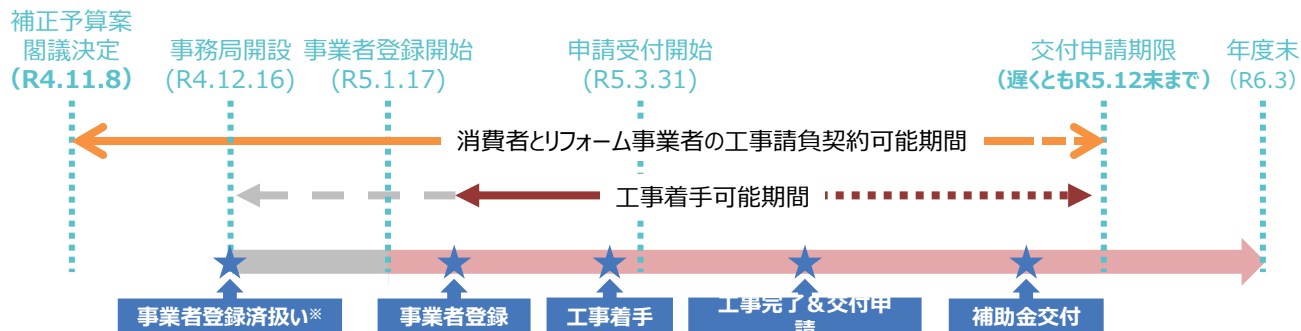 補正予算案
閣議決定
（R4.11.8）
事務局開設
(R4.12.16)
事業者登録開始
(R5.1.17)
申請受付開始
(R5.3.31)
交付申請期限
（遅くともR5.12末まで）
年度末
（R6.3）
消費者とリフォーム事業者の工事請負契約可能期間
工事着手可能期間
事業者登録済扱い※
事業者登録
工事着手
工事完了＆交付申
請
補助金交付